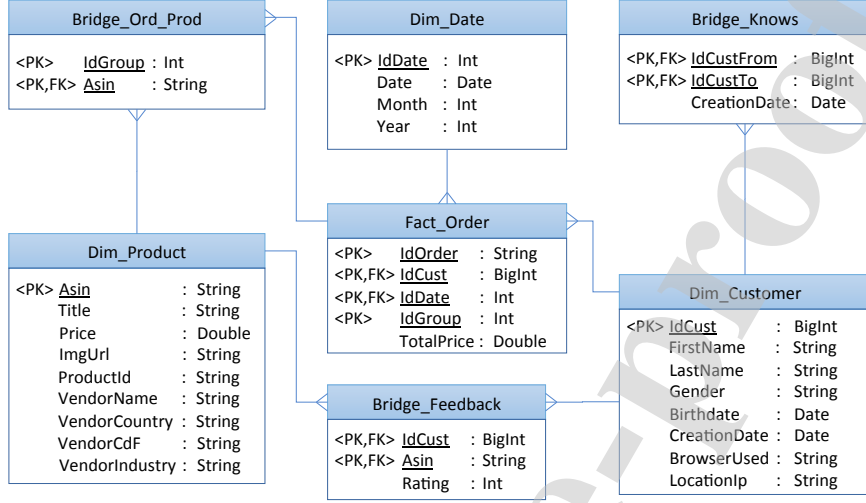 Bridge_Ord_Prod
<PK> IdGroup : Int
<PK,FK> Asin : String
Dim_Date
<PK> IdDate : Int
Date : Date
Month : Int
Year : Int
Bridge_Knows
<PK,FK> IdCustFrom : BigInt
<PK,FK> IdCustTo : BigInt
CreationDate : Date
Dim_Product
<PK> Asin : String
Title : String
Price : Double
ImgUrl : String
ProductId : String
VendorName : String
VendorCountry : String
VendorCdF : String
VendorIndustry : String
Fact_Order
<PK> IdOrder : String
<PK,FK> IdCust : BigInt
<PK,FK> IdDate : Int
<PK> IdGroup : Int
TotalPrice : Double
Dim_Customer
<PK> IdCust : BigInt
FirstName : String
LastName : String
Gender : String
Birthdate : Date
CreationDate : Date
BrowserUsed : String
LocationIp : String
Bridge_Feedback
<PK,FK> IdCust : BigInt
<PK,FK> Asin : String
Rating : Int